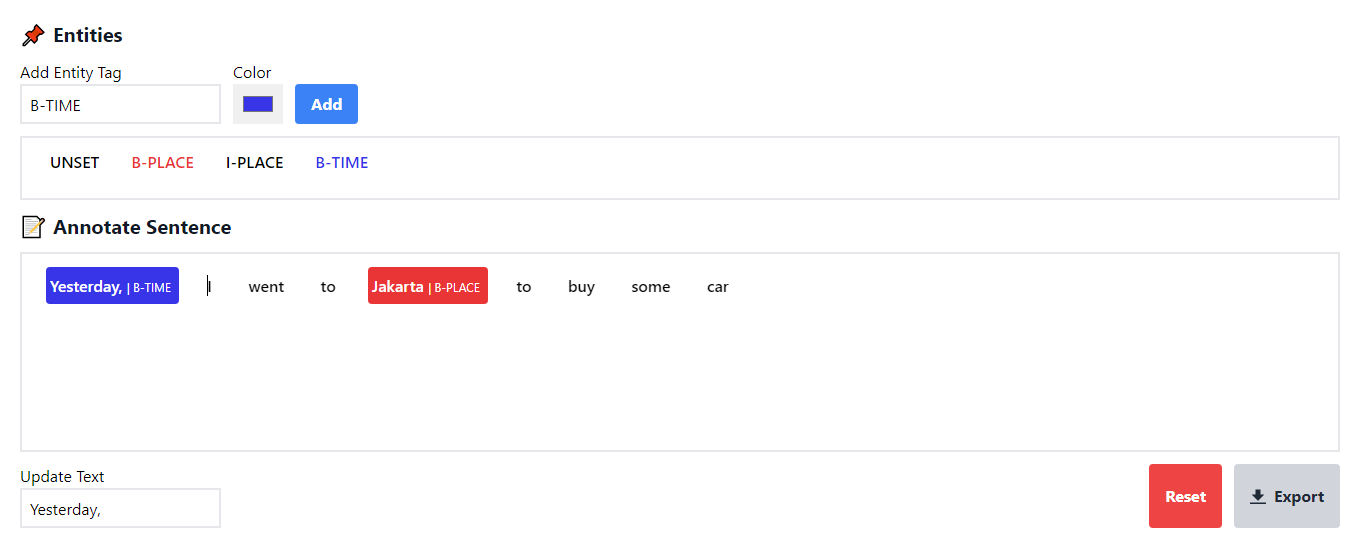 Entities
Add Entity Tag Color
B-TIME Add
UNSET B-PLACE I-PLACE B-TIME
Annotate Sentence
Yesterday, | B-TIME I went to Jakarta | B-PLACE to buy some car
Update Text
Yesterday,
Reset Export